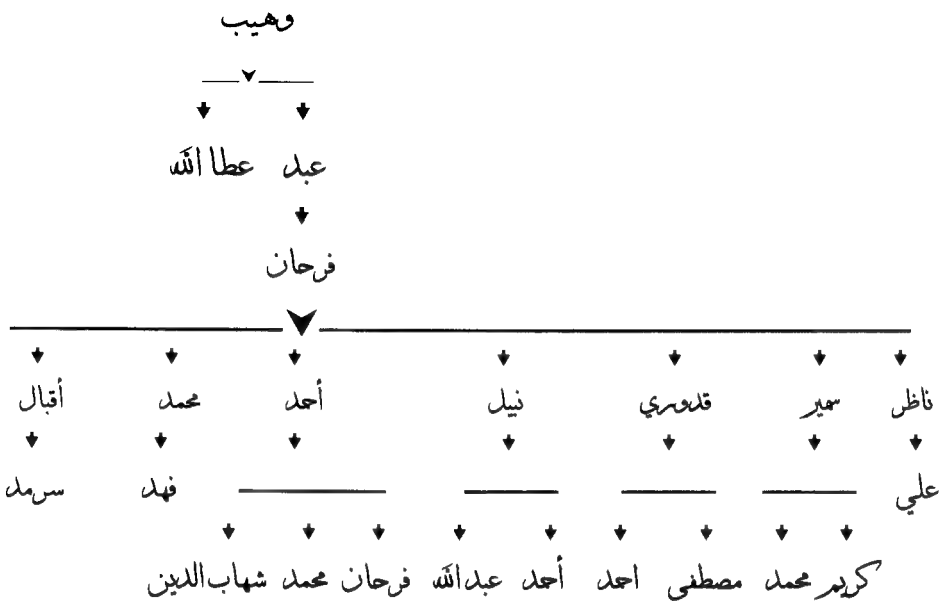 وهيب
عبد عطا الله
فرحان
ناظر سمير قدوري نبيل أحمد محمد أقبال
علي فهد سرمد
كريم محمد مصطفى احمد أحمد عبدالله فرحان محمد شهاب الدين